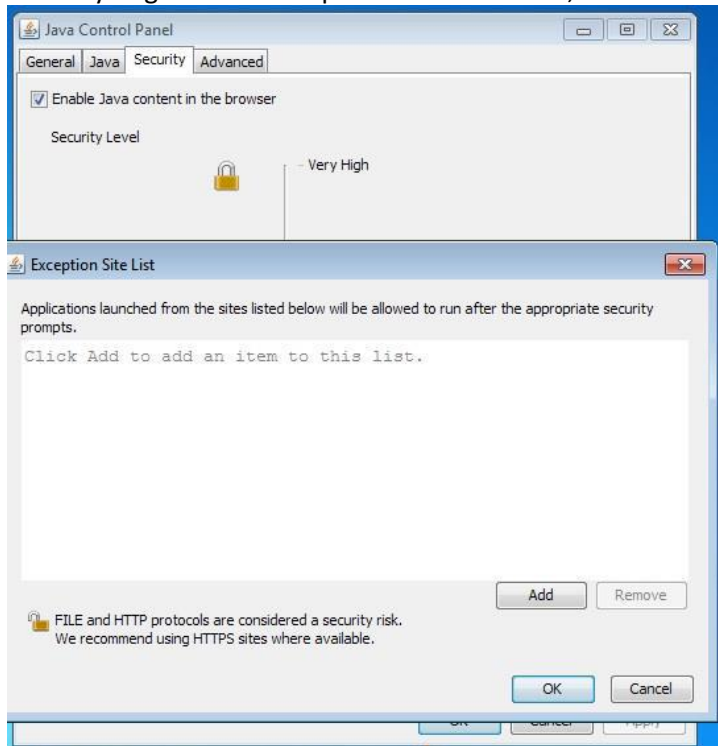 Java Control Panel
General Java Security Advanced
Enable Java content in the browser
Security Level
Very High
Exception Site List
Applications launched from the sites listed below will be allowed to run after the appropriate security
prompts.
Click Add to add an item to this list.
Add Remove
FILE and HTTP protocols are considered a security risk.
We recommend using HTTPS sites where available.
OK Cancel